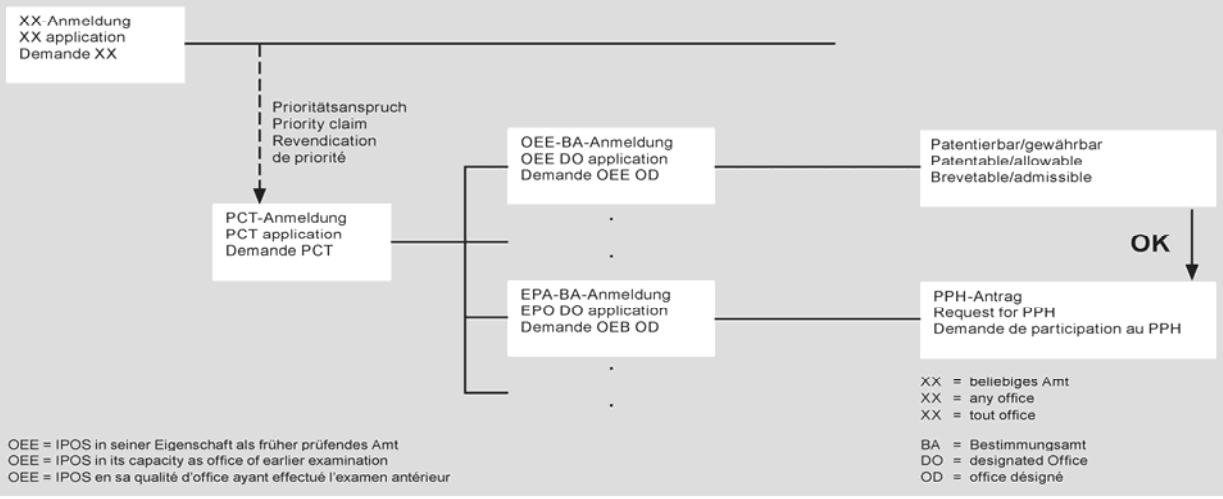 XX-Anmeldung
XX application
Demande XX
Prioritätsanspruch
Priority claim
Revendication
de priorité
PCT-Anmeldung
PCT application
Demande PCT
OEE-BA-Anmeldung
OEE DO application
Demande OEE OD
EPA-BA-Anmeldung
EPO DO application
Demande OEB OD
Patentierbar/gewährbar
Patentable/allowable
Brevetable/admissible
OK
PPH-Antrag
Request for PPH
Demande de participation au PPH
XX = beliebiges Amt
XX = any office
XX = tout office
BA = Bestimmungsamt
DO = designated Office
OD = office désigné
OEE = IPOS in seiner Eigenschaft als früher prüfendes Amt
OEE = IPOS in its capacity as office of earlier examination
OEE = IPOS en sa qualité d'office ayant effectué l'examen antérieur